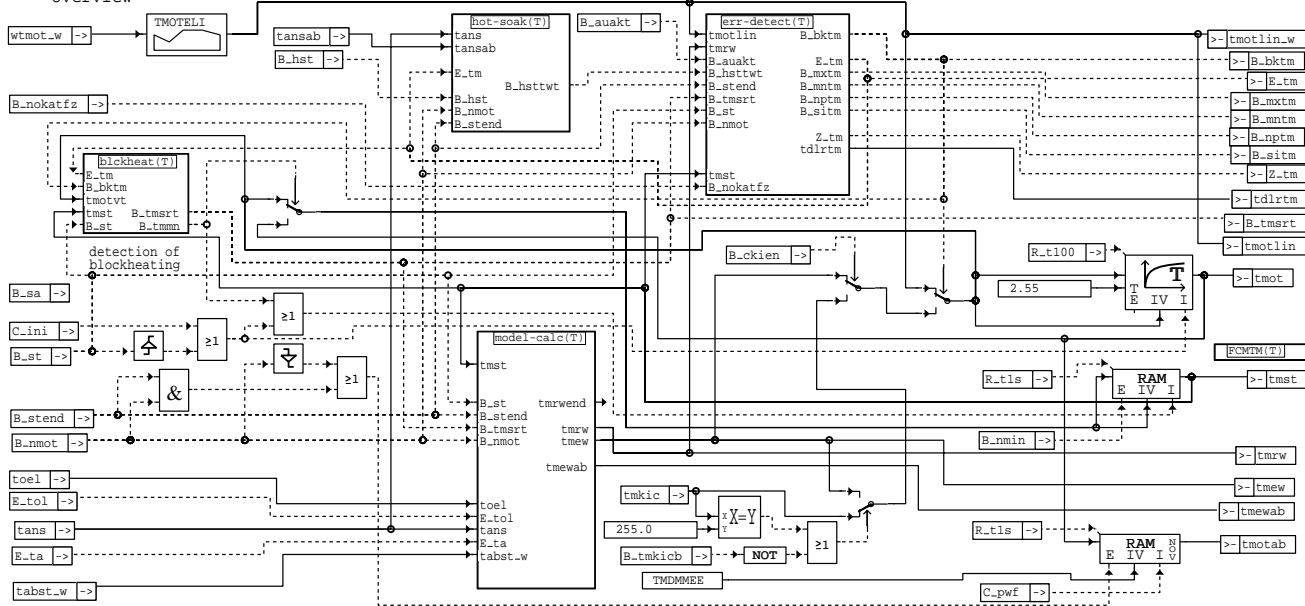 overview
wtmot_w ->
TMOTELI
tansab ->
B_hst ->
B_nokatfz ->
hot-soak(T)
tans
tansab
E_tm
B_hst
B_nmot
B_stend
B_hsttwt
B_auakt ->
err-detect(T)
tmotlin
tmrw
B_auakt
B_hsttwt
B_stend
B_tmsrt
B_st
B_nmot
tmst
B_nokatfz
B_bktm
E_tm
B_mxtm
B_mntm
B_nptm
B_sitm
Z_tm
tdlrtm
>- tmotlin_w
>- B_bktm
>- E_tm
>- B_mxtm
>- B_mntm
>- B_nptm
>- B_sitm
>- Z_tm
>- tdlrtm
>- B_tmsrt
>- tmotlin
>- tmot
blckheat(T)
E_tm
B_bktm
tmotvt
tmst
B_st
B_tmsrt
B_tmmn
detection of
blockheating
B_sa ->
C_ini ->
B_st ->
≥1
≥1
≥1
&
B_stend ->
B_nmot ->
toel ->
E_tol ->
tans ->
E_ta ->
tabst_w ->
model-calc(T)
tmst
B_st
B_stend
B_tmsrt
B_nmot
toel
E_tol
tans
E_ta
tabst_w
tmrwend
tmrw
tmew
tmewab
B_ckien ->
R_t100 ->
2.55
T
T
E IV I
FCMTM(T)
R_t1s ->
RAM
E IV I
>- tmst
B_nmin ->
>- tmrw
>- tmew
>- tmewab
tmkic ->
255.0
X
Y
X=Y
B_tmkicb ->
NOT
≥1
TMDMMEE
R_t1s ->
RAM
E IV I
NOV
>- tmotab
C_pwf ->